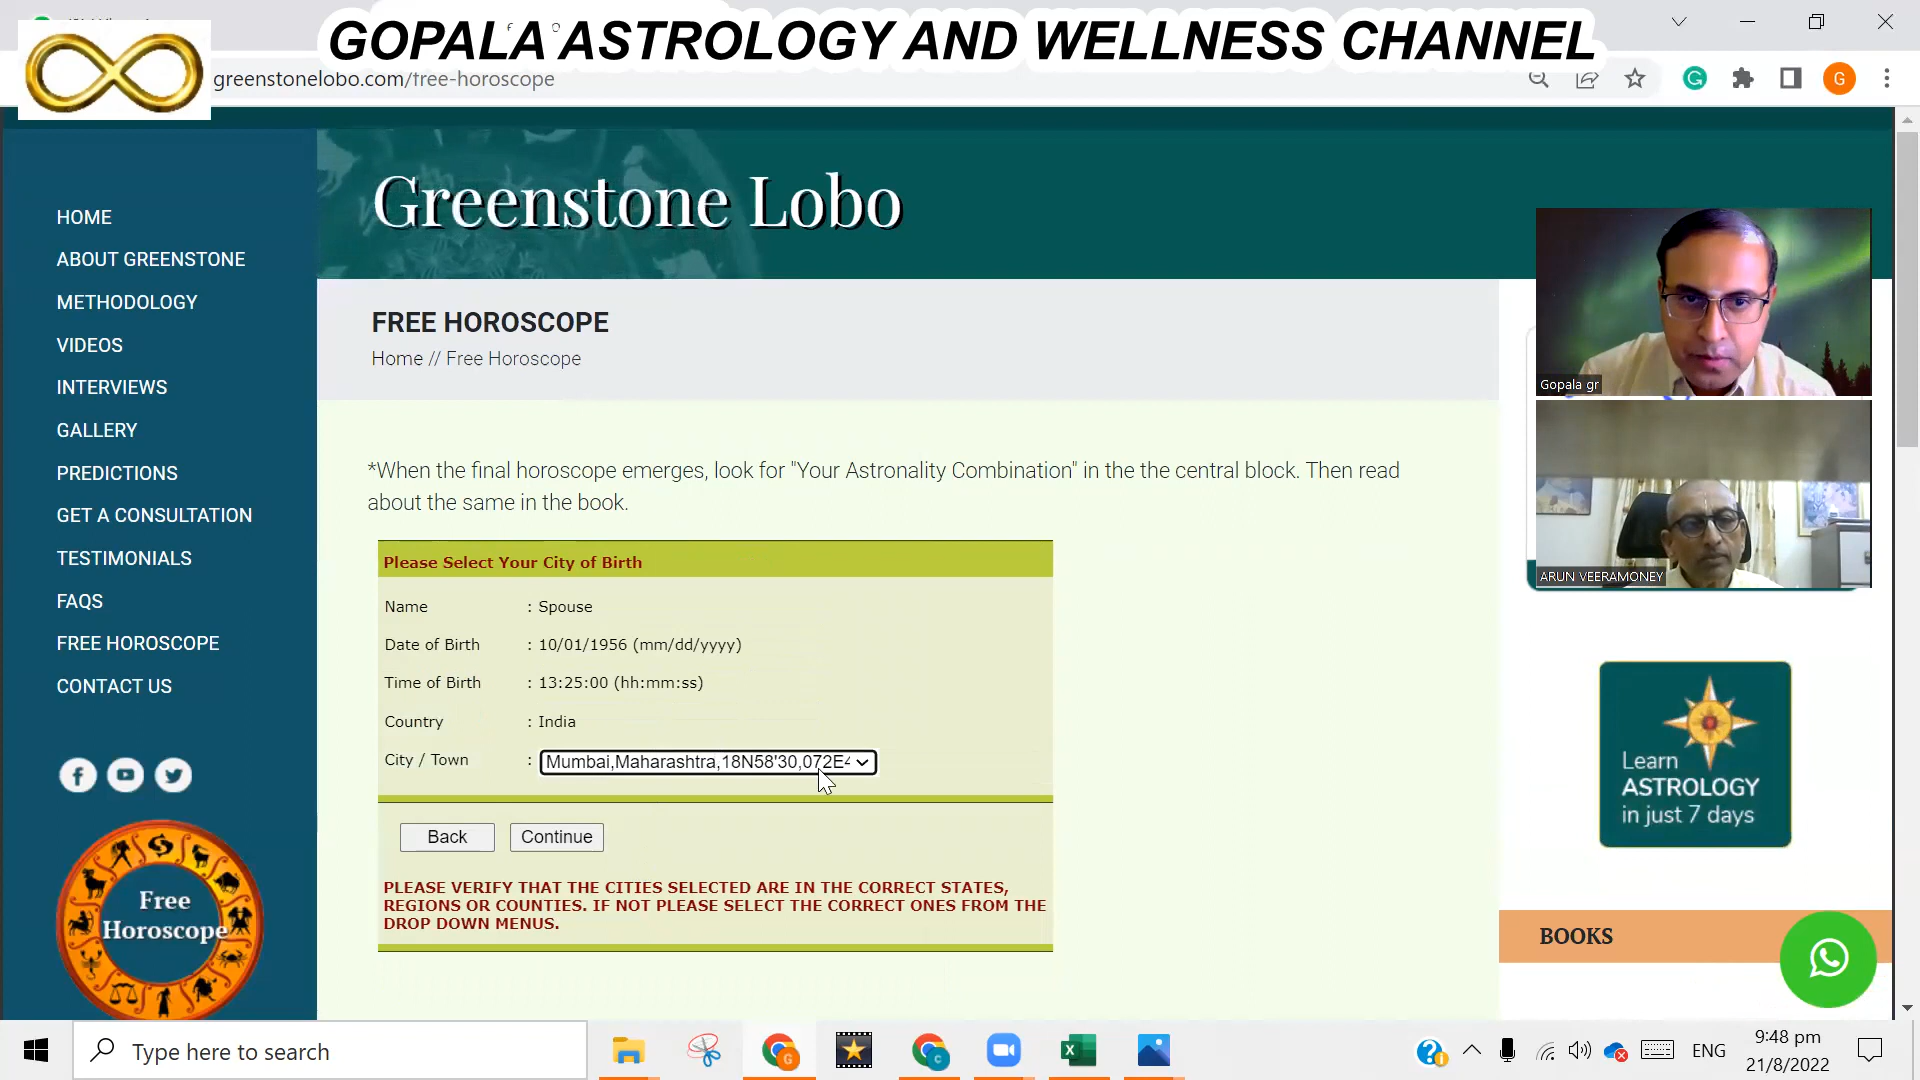 GOPALA ASTROLOGY AND WELLNESS CHANNEL
greenstonelobo.com/free-horoscope
G
HOME
ABOUT GREENSTONE
METHODOLOGY
VIDEOS
INTERVIEWS
GALLERY
PREDICTIONS
GET A CONSULTATION
TESTIMONIALS
FAQS
FREE HOROSCOPE
CONTACT US
Free
Horoscope
Greenstone Lobo
FREE HOROSCOPE
Home // Free Horoscope
*When the final horoscope emerges, look for "Your Astronality Combination" in the the central block. Then read
about the same in the book.
Please Select Your City of Birth
Name : Spouse
Date of Birth : 10/01/1956 (mm/dd/yyyy)
Time of Birth : 13:25:00 (hh:mm:ss)
Country : India
City / Town : Mumbai,Maharashtra,18N58'30,072E4
Back Continue
PLEASE VERIFY THAT THE CITIES SELECTED ARE IN THE CORRECT STATES,
REGIONS OR COUNTIES. IF NOT PLEASE SELECT THE CORRECT ONES FROM THE
DROP DOWN MENUS.
Gopala gr
ARUN VEERAMONEY
Learn
ASTROLOGY
in just 7 days
BOOKS
Type here to search
ENG
9:48 pm
21/8/2022